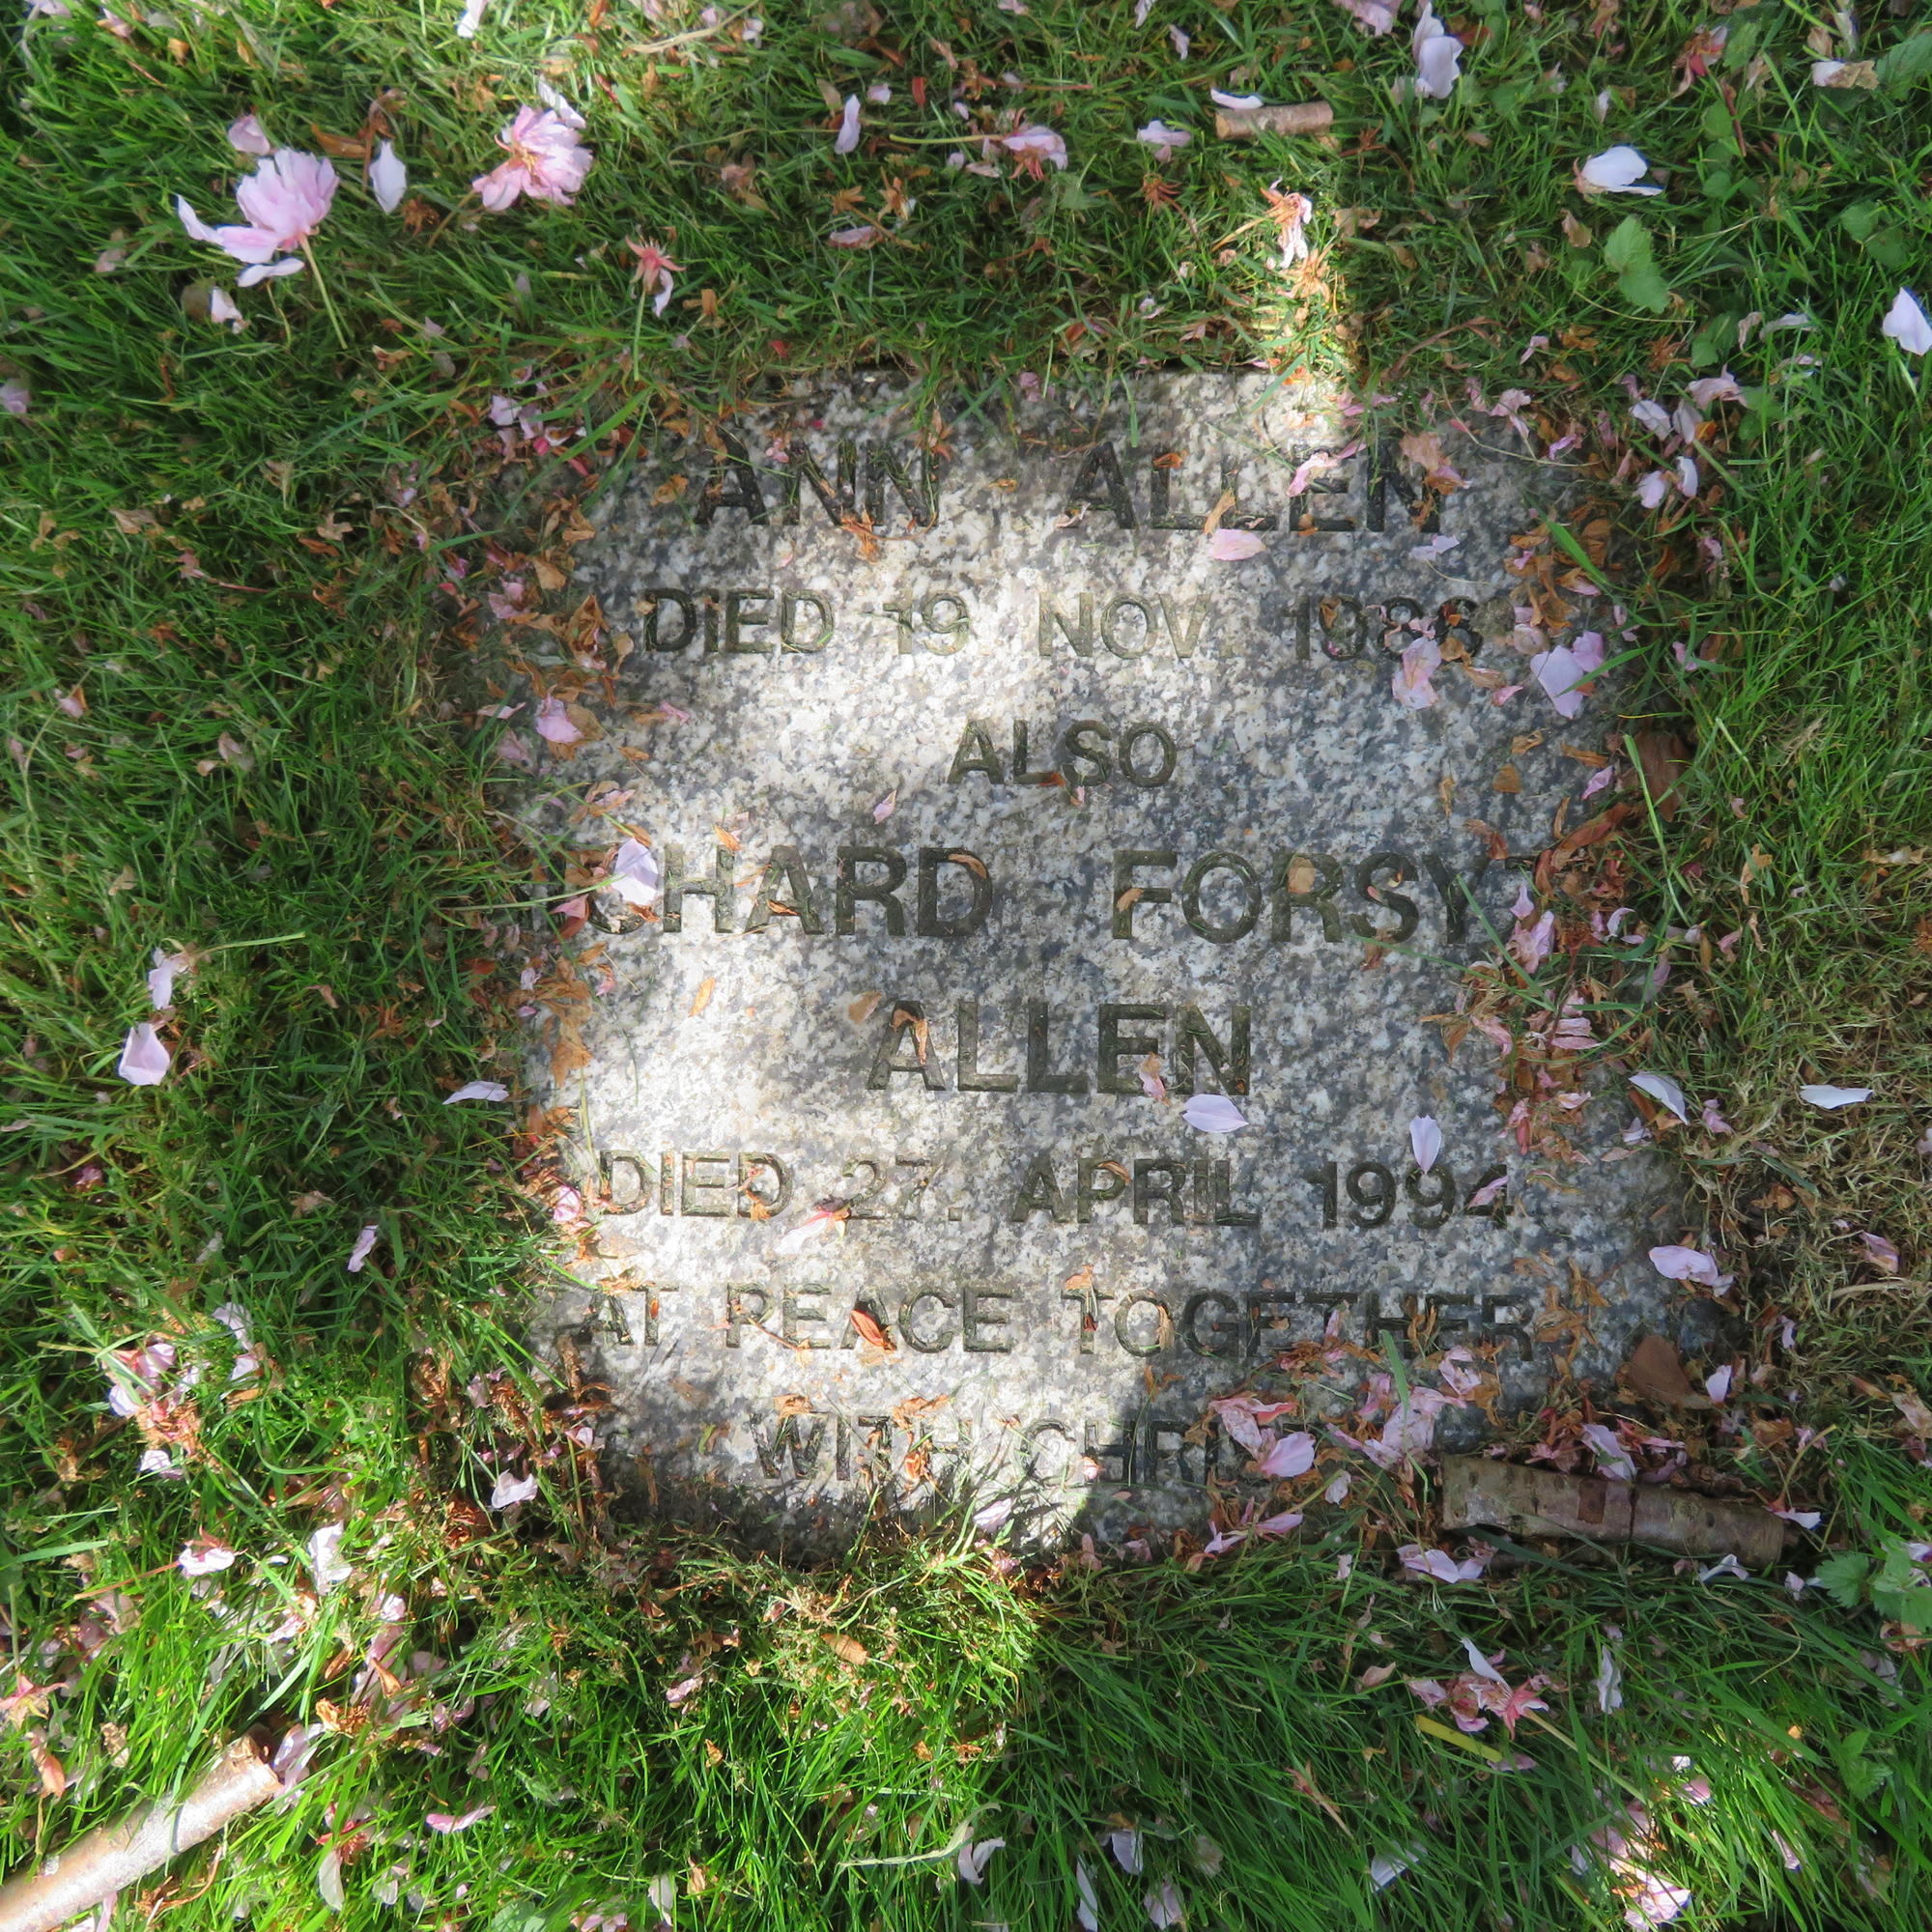 ANN ALLEN
DIED 19 NOV. 1986
ALSO
CHARD FORSY
ALLEN
DIED 27. APRIL 1994
AT PEACE TOGETHER
WITH CHRI